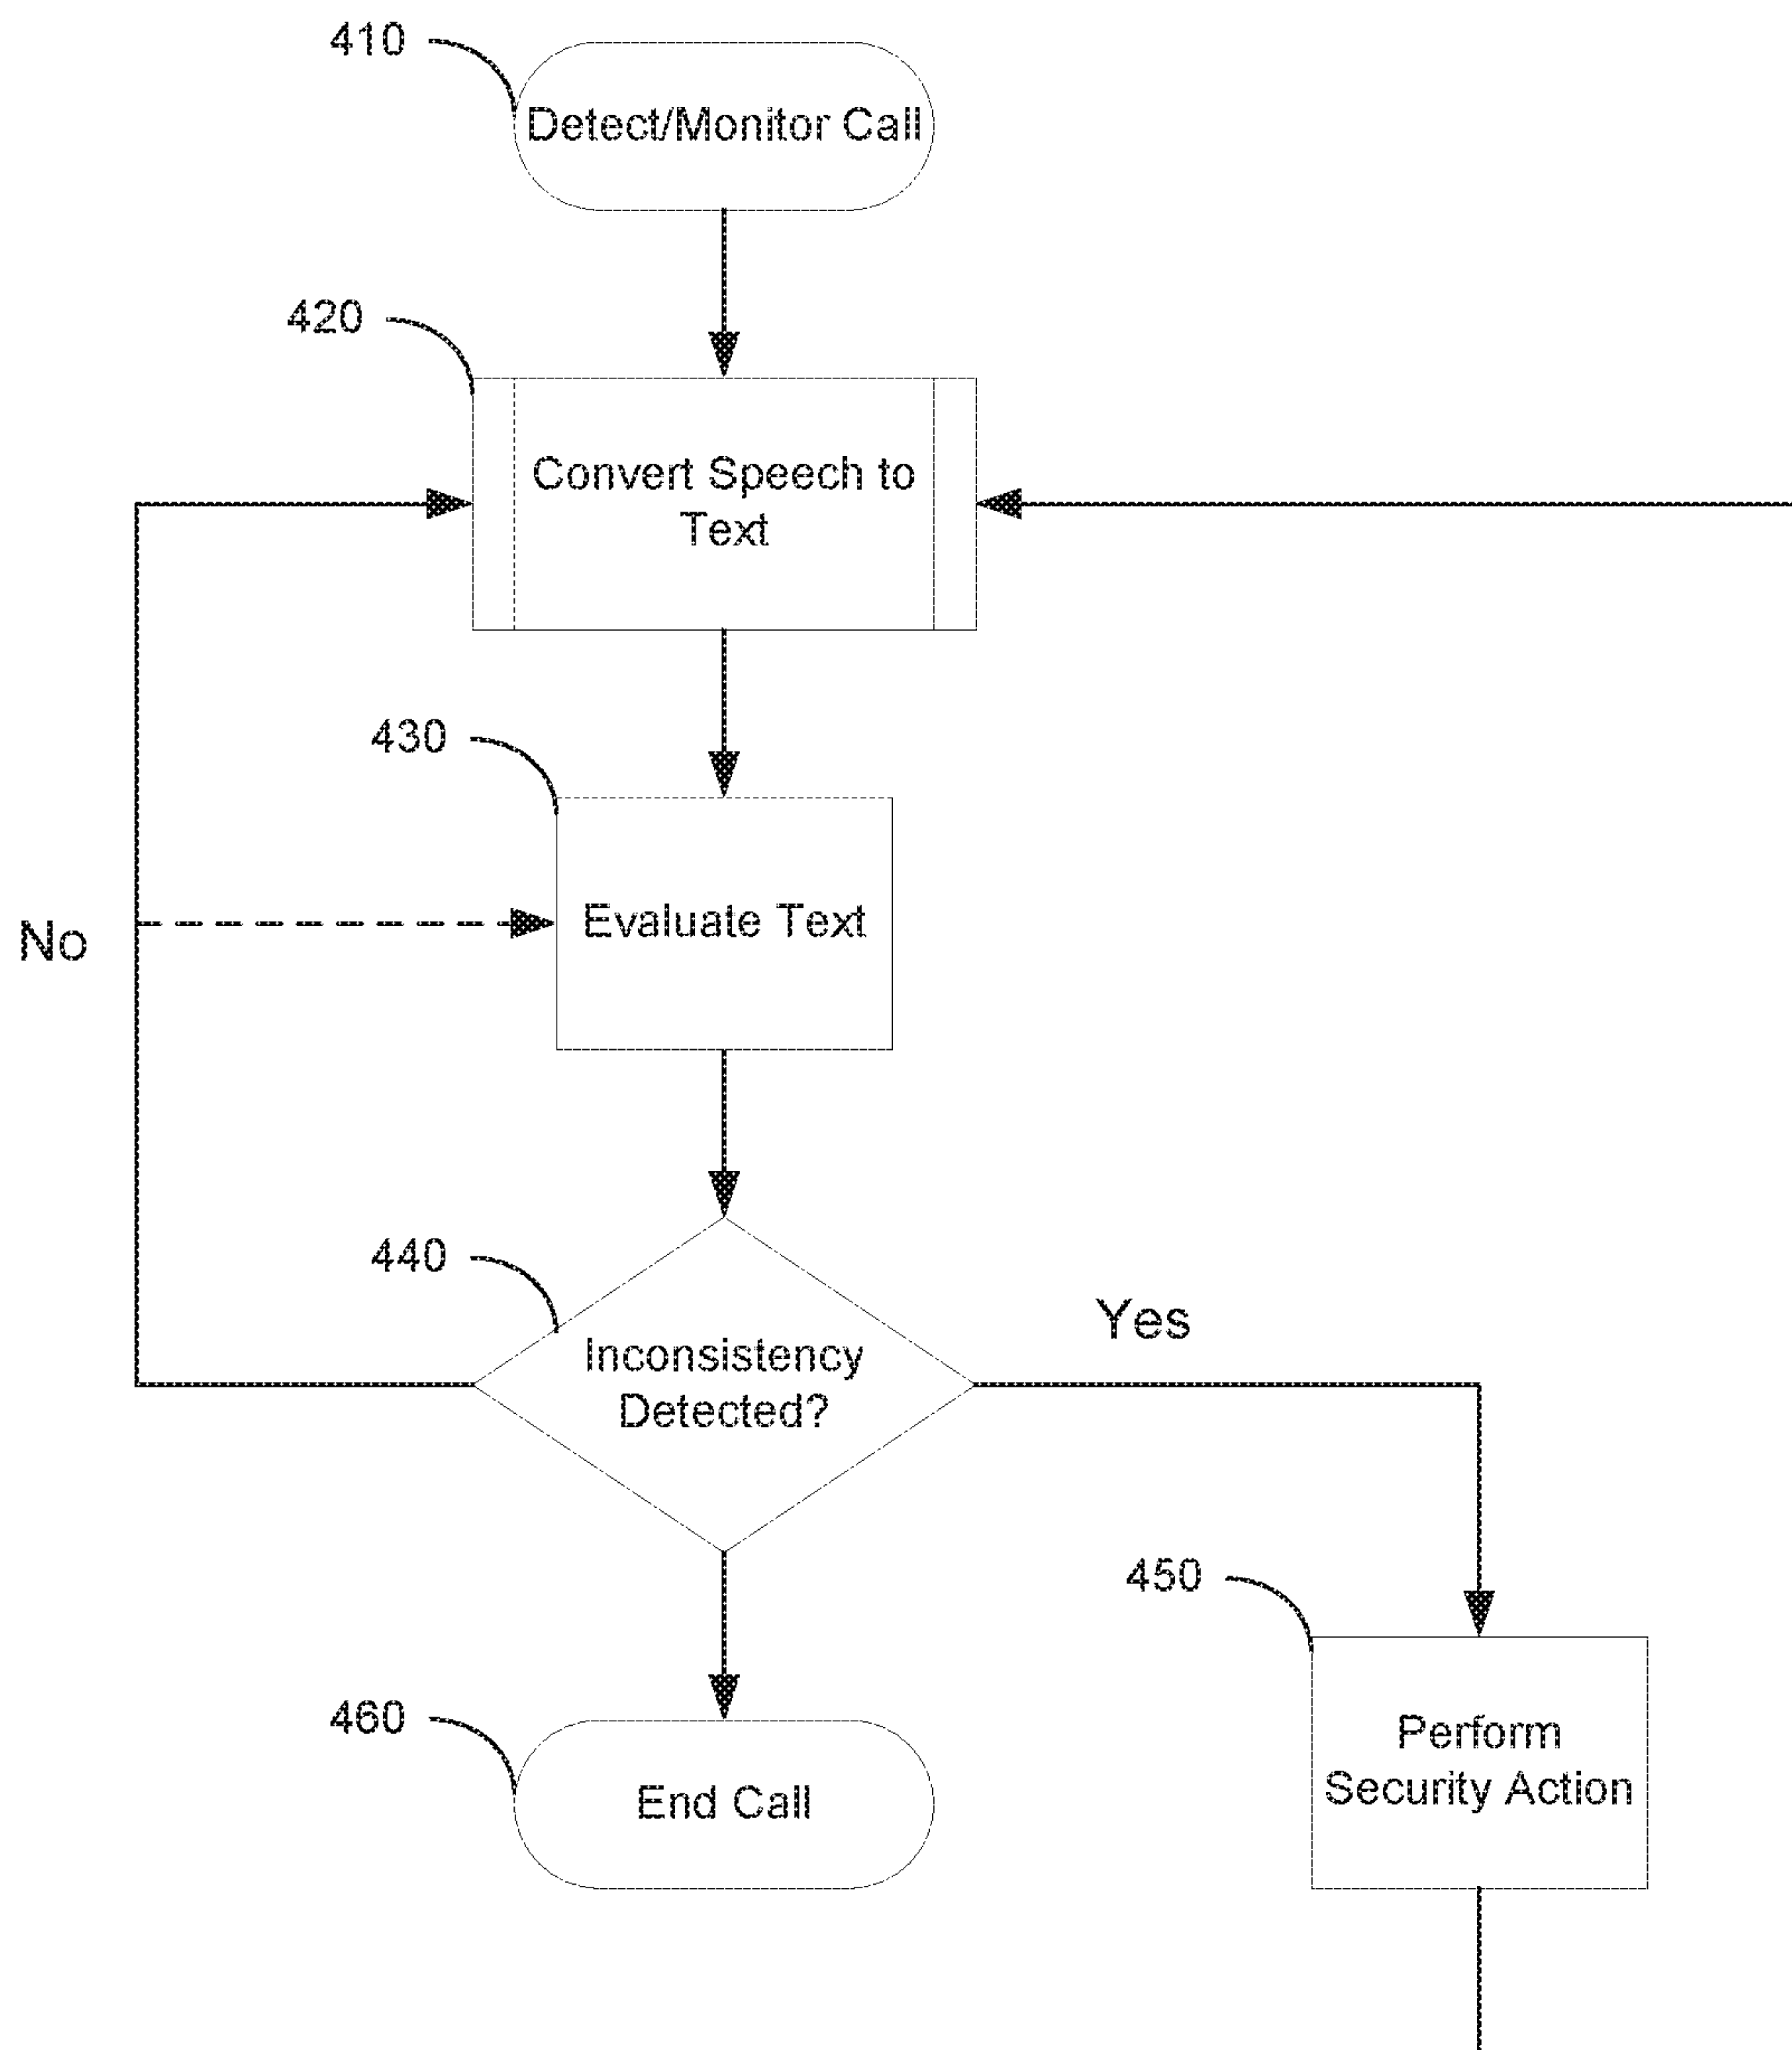 410
Detect/Monitor Call
420
Convert Speech to
Text
430
Evaluate Text
No
440
Inconsistency
Detected?
Yes
450
Perform
Security Action
460
End Call